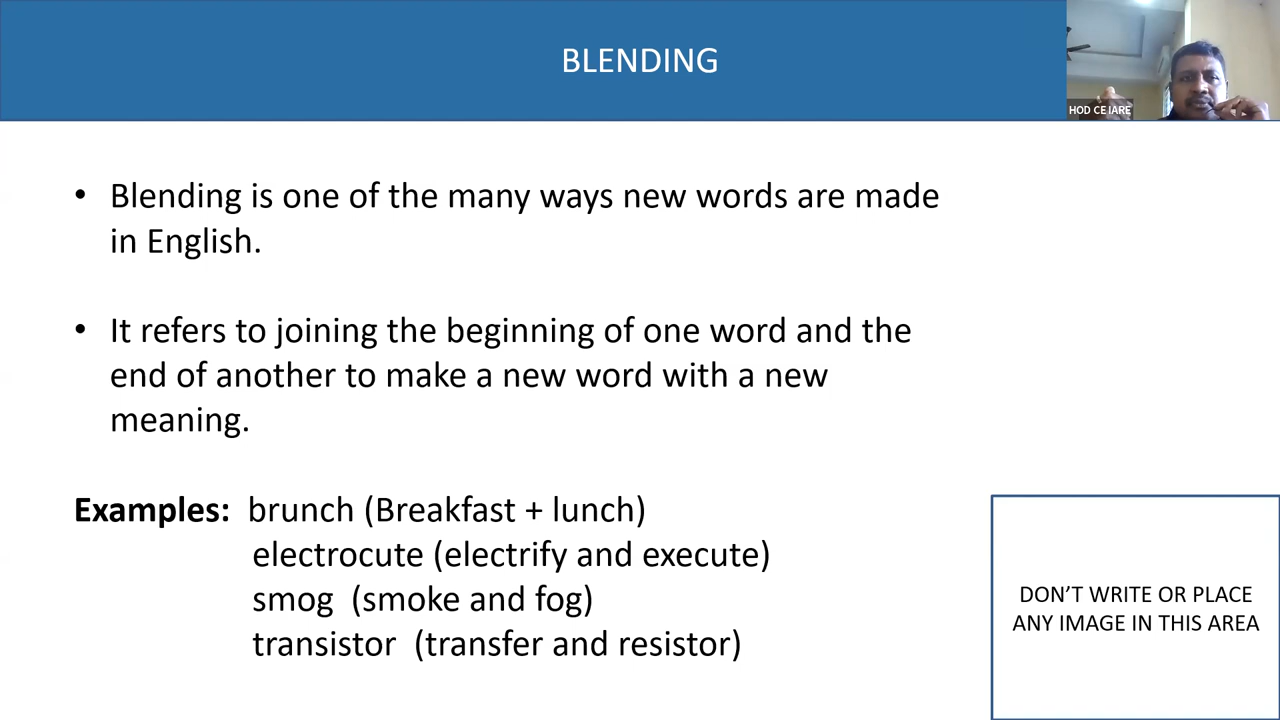 BLENDING
HOD CE IARE
• Blending is one of the many ways new words are made
in English.
• It refers to joining the beginning of one word and the
end of another to make a new word with a new
meaning.
Examples: brunch (Breakfast + lunch)
electrocute (electrify and execute)
smog (smoke and fog)
transistor (transfer and resistor)
DON’T WRITE OR PLACE
ANY IMAGE IN THIS AREA